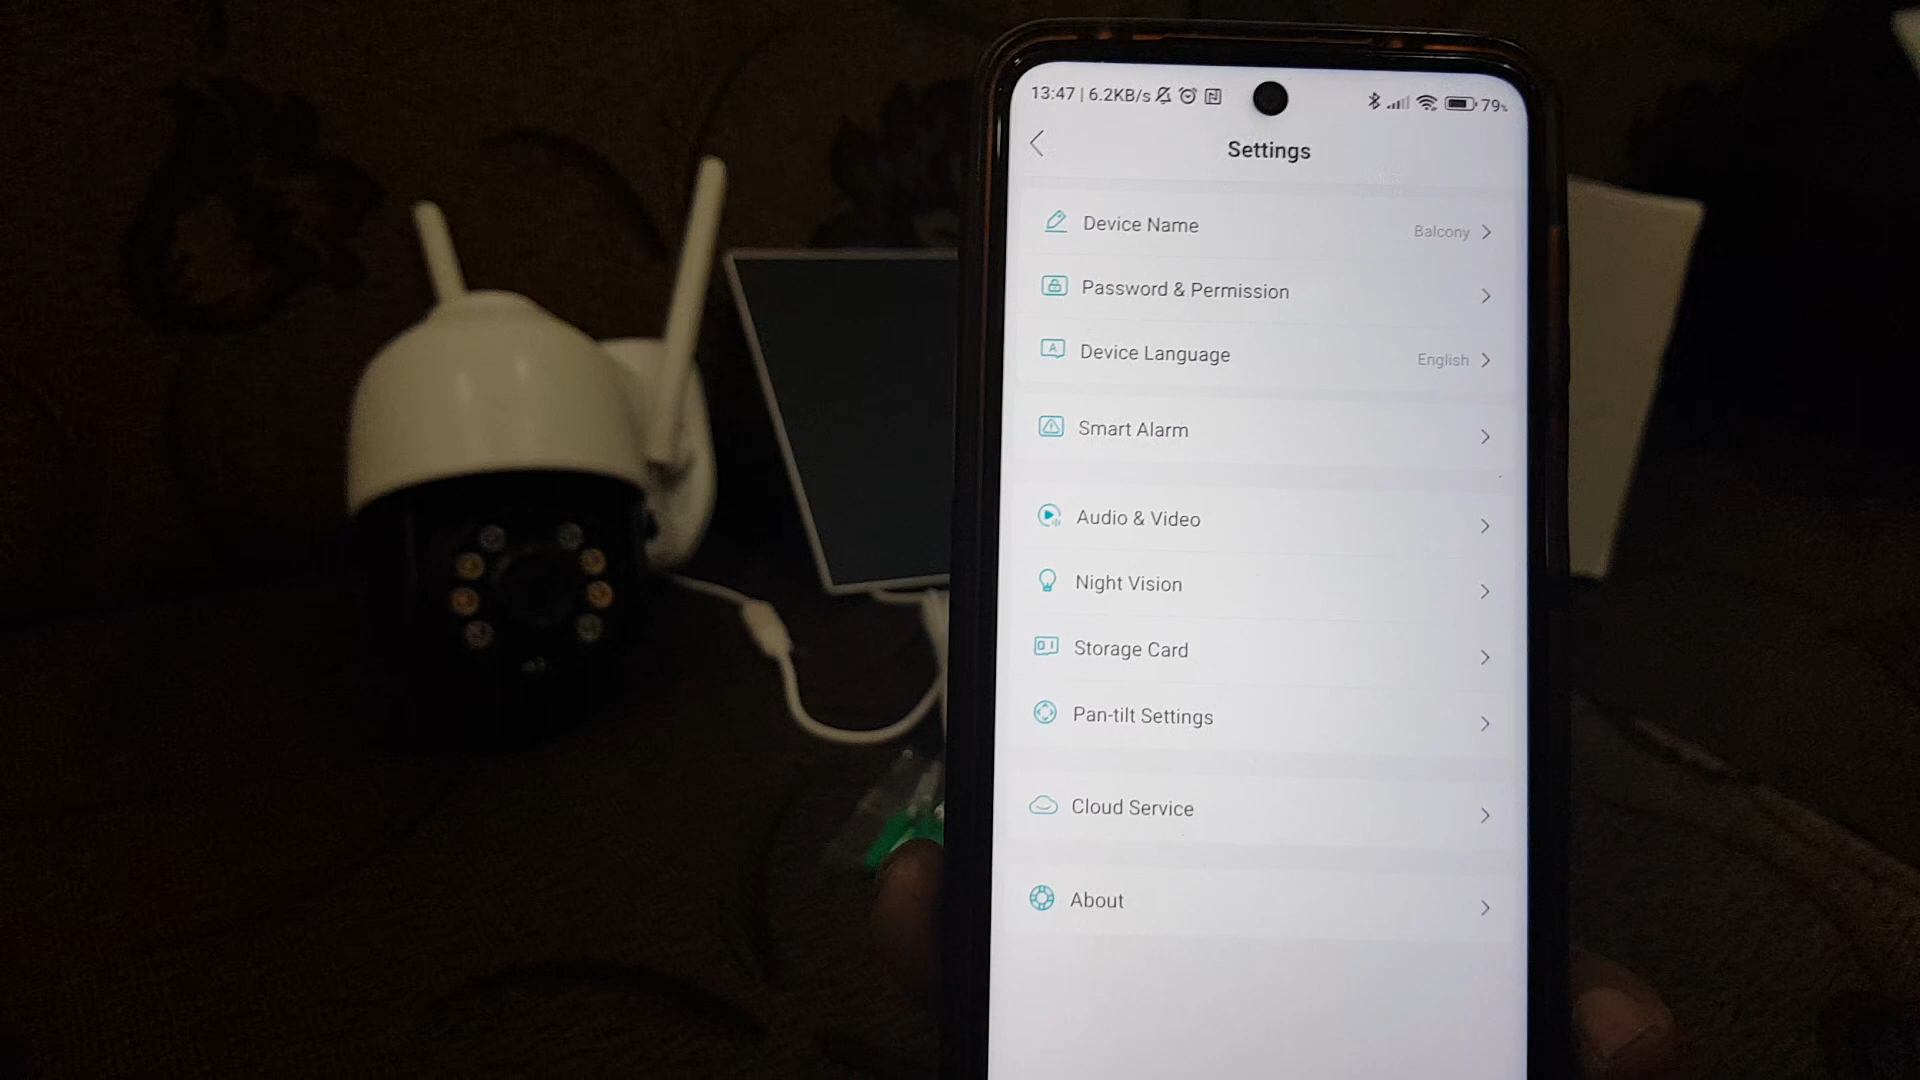 13:47 | 6.2KB/s 79%
Settings
Device Name Balcony
Password & Permission
Device Language English
Smart Alarm
Audio & Video
Night Vision
Storage Card
Pan-tilt Settings
Cloud Service
About